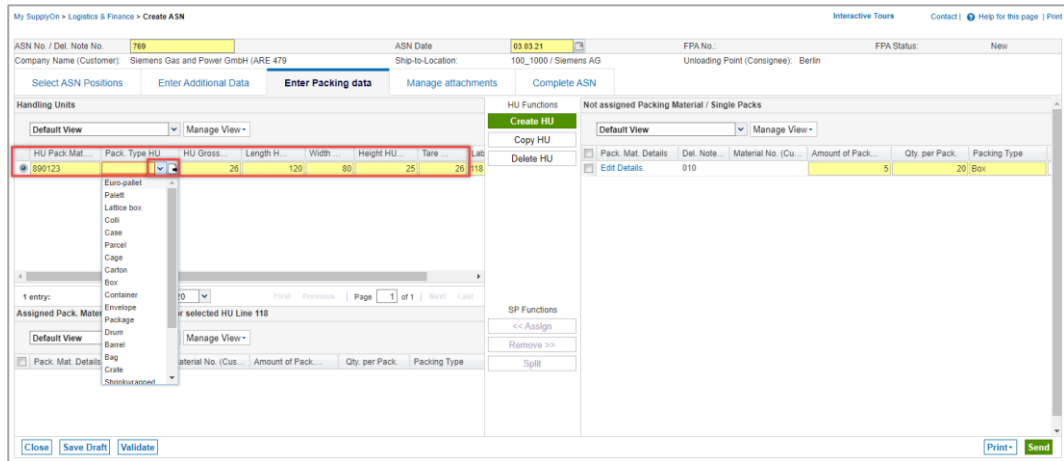 My SupplyOn > Logistics & Finance > Create ASN
Interactive Tours Contact | Help for this page | Print
ASN No. / Del. Note No. 769 ASN Date 03.03.21 FPA No.: FPA Status: New
Company Name (Customer): Siemens Gas and Power GmbH (ARE 479 Ship-to-Location: 100_1000 / Siemens AG Unloading Point (Consignee): Berlin
Select ASN Positions Enter Additional Data Enter Packing data Manage attachments Complete ASN
Handling Units HU Functions Not assigned Packing Material / Single Packs
Default View Manage View Create HU Default View Manage View
Copy HU
HU Pack.Mat.... Pack. Type HU HU Gross... Length H... Width ... Height HU... Tare ... Lab Delete HU Pack. Mat. Details Del. Note... Material No. (Cu... Amount of Pack... Qty. per Pack. Packing Type
890123 26 120 80 25 26 118 Edit Details. 010 5 20 Box
Euro-pallet
Palett
Lattice box
Colli
Case
Parcel
Cage
Carton
Box
Container
Envelope
Package
Drum
Barrel
Bag
Crate
Shrinkwrapped
1 entry: 20 First Previous Page 1 of 1 Next Last
Assigned Pack. Mater or selected HU Line 118 SP Functions
<< Assign
Default View Manage View Remove >>
Pack. Mat. Details aterial No. (Cus... Amount of Pack.... Qty. per Pack. Packing Type Split
Close Save Draft Validate Print Send